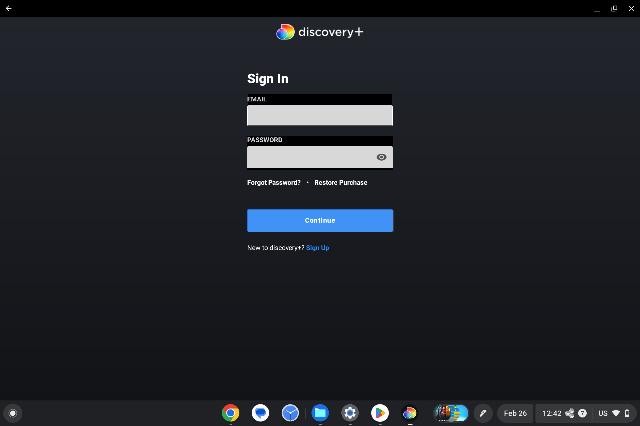 discovery+
Sign In
EMAIL
PASSWORD
Forgot Password? • Restore Purchase
Continue
New to discovery+? Sign Up
Feb 26 12:42 US